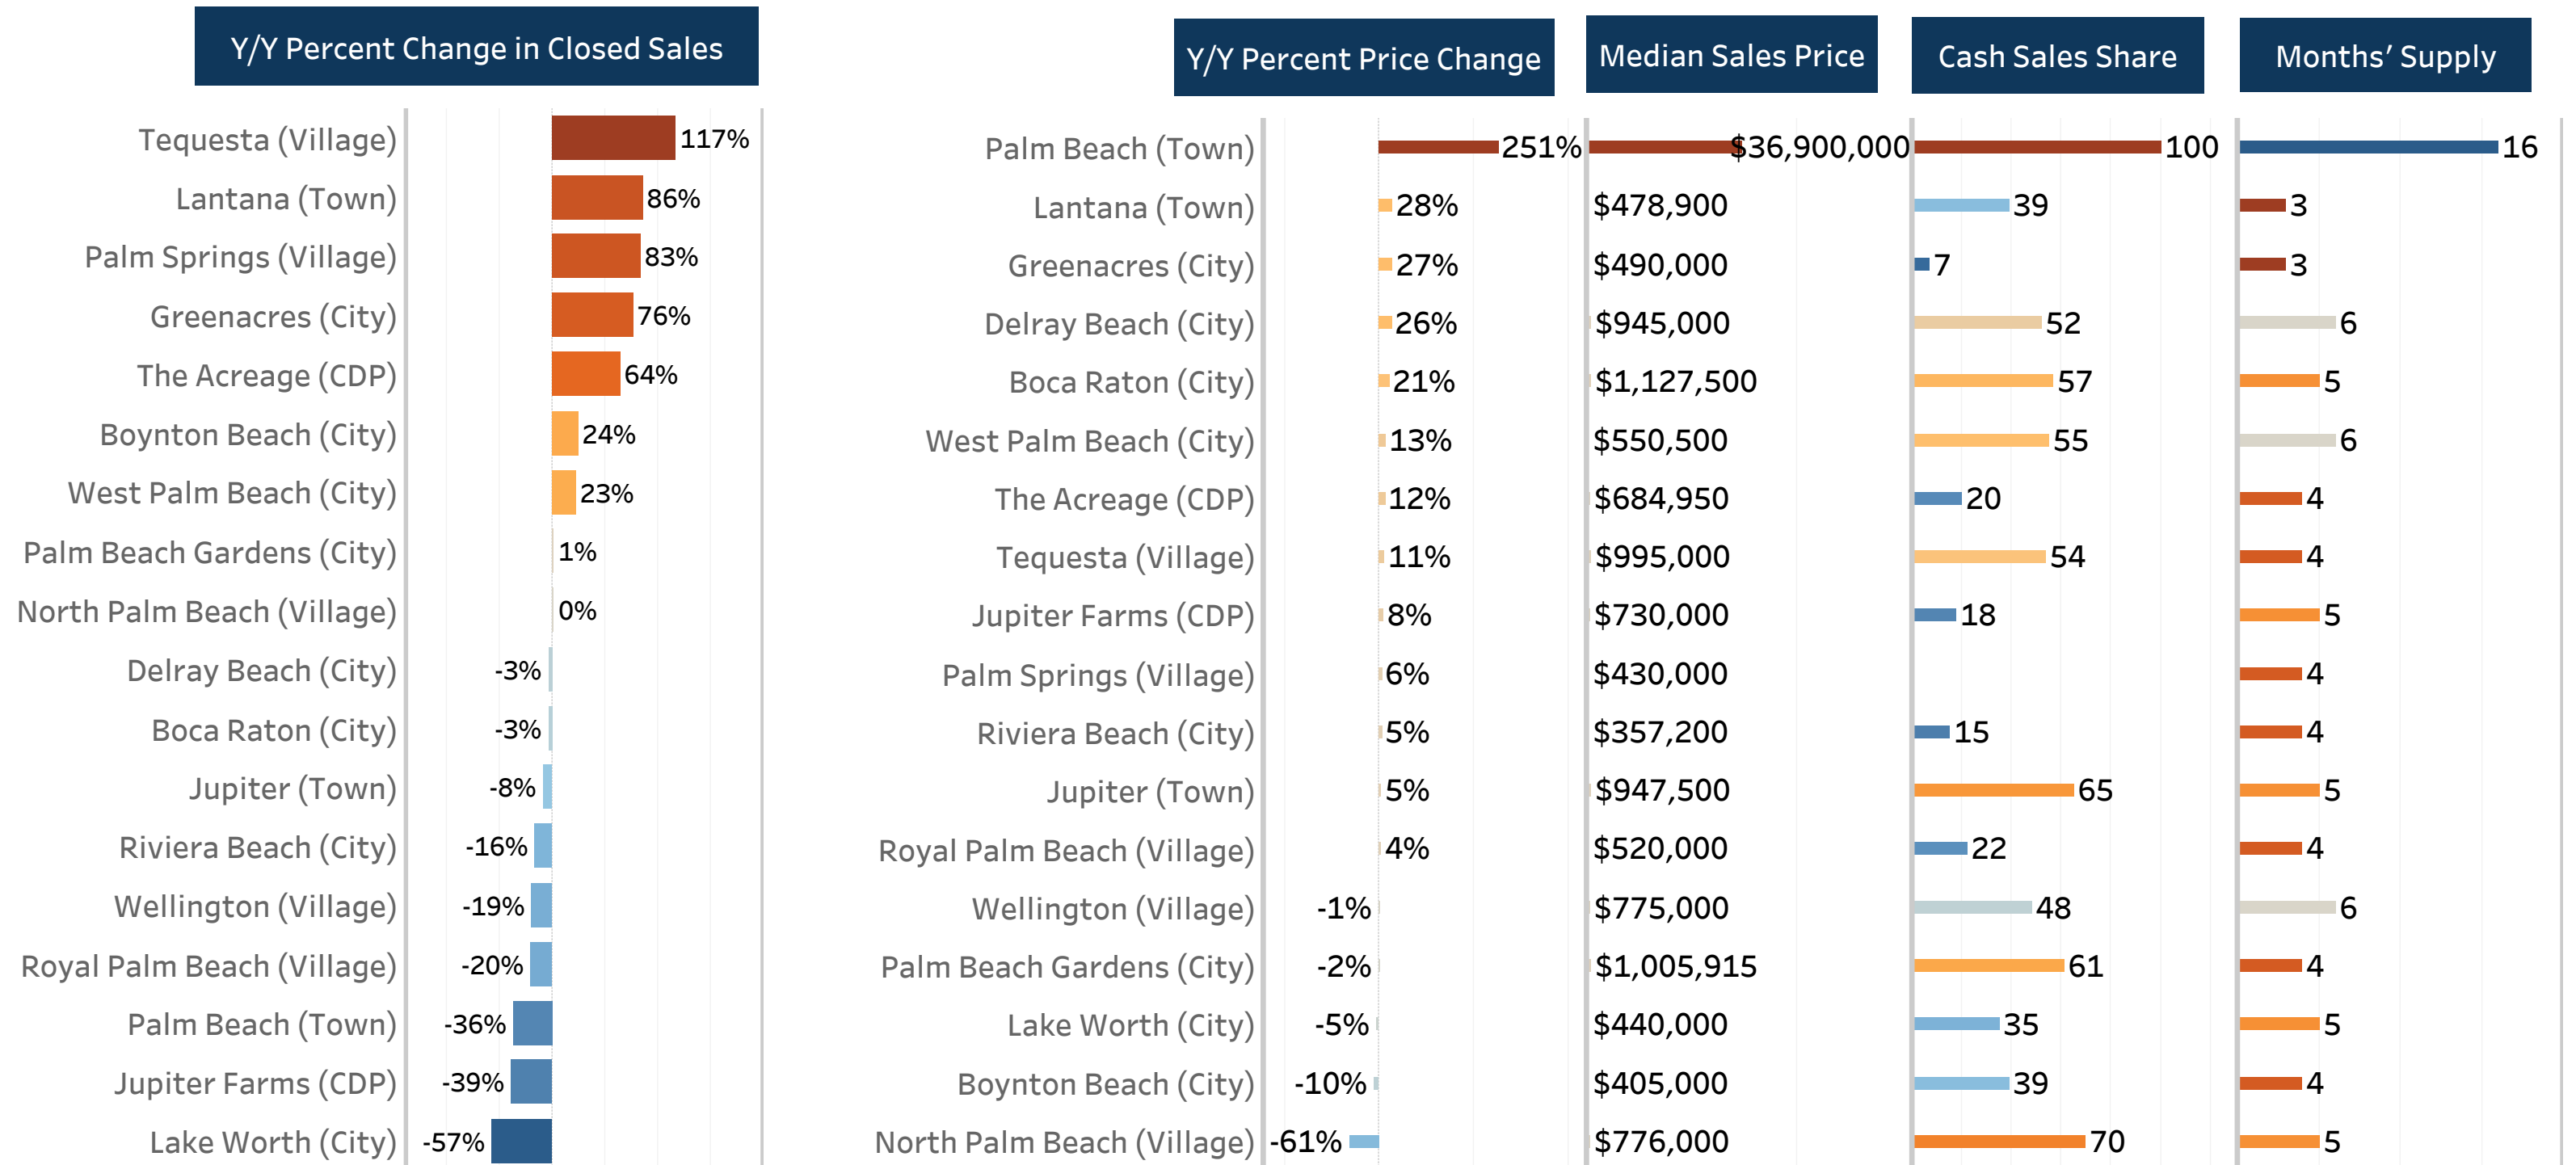 Y/Y Percent Change in Closed Sales
Tequesta (Village) 117%
Lantana (Town) 86%
Palm Springs (Village) 83%
Greenacres (City) 76%
The Acreage (CDP) 64%
Boynton Beach (City) 24%
West Palm Beach (City) 23%
Palm Beach Gardens (City) 1%
North Palm Beach (Village) 0%
Delray Beach (City) -3%
Boca Raton (City) -3%
Jupiter (Town) -8%
Riviera Beach (City) -16%
Wellington (Village) -19%
Royal Palm Beach (Village) -20%
Palm Beach (Town) -36%
Jupiter Farms (CDP) -39%
Lake Worth (City) -57%
Y/Y Percent Price Change Median Sales Price Cash Sales Share Months’ Supply
Palm Beach (Town) 251% $36,900,000 100 16
Lantana (Town) 28% $478,900 39 3
Greenacres (City) 27% $490,000 7 3
Delray Beach (City) 26% $945,000 52 6
Boca Raton (City) 21% $1,127,500 57 5
West Palm Beach (City) 13% $550,500 55 6
The Acreage (CDP) 12% $684,950 20 4
Tequesta (Village) 11% $995,000 54 4
Jupiter Farms (CDP) 8% $730,000 18 5
Palm Springs (Village) 6% $430,000 4
Riviera Beach (City) 5% $357,200 15 4
Jupiter (Town) 5% $947,500 65 5
Royal Palm Beach (Village) 4% $520,000 22 4
Wellington (Village) -1% $775,000 48 6
Palm Beach Gardens (City) -2% $1,005,915 61 4
Lake Worth (City) -5% $440,000 35 5
Boynton Beach (City) -10% $405,000 39 4
North Palm Beach (Village) -61% $776,000 70 5